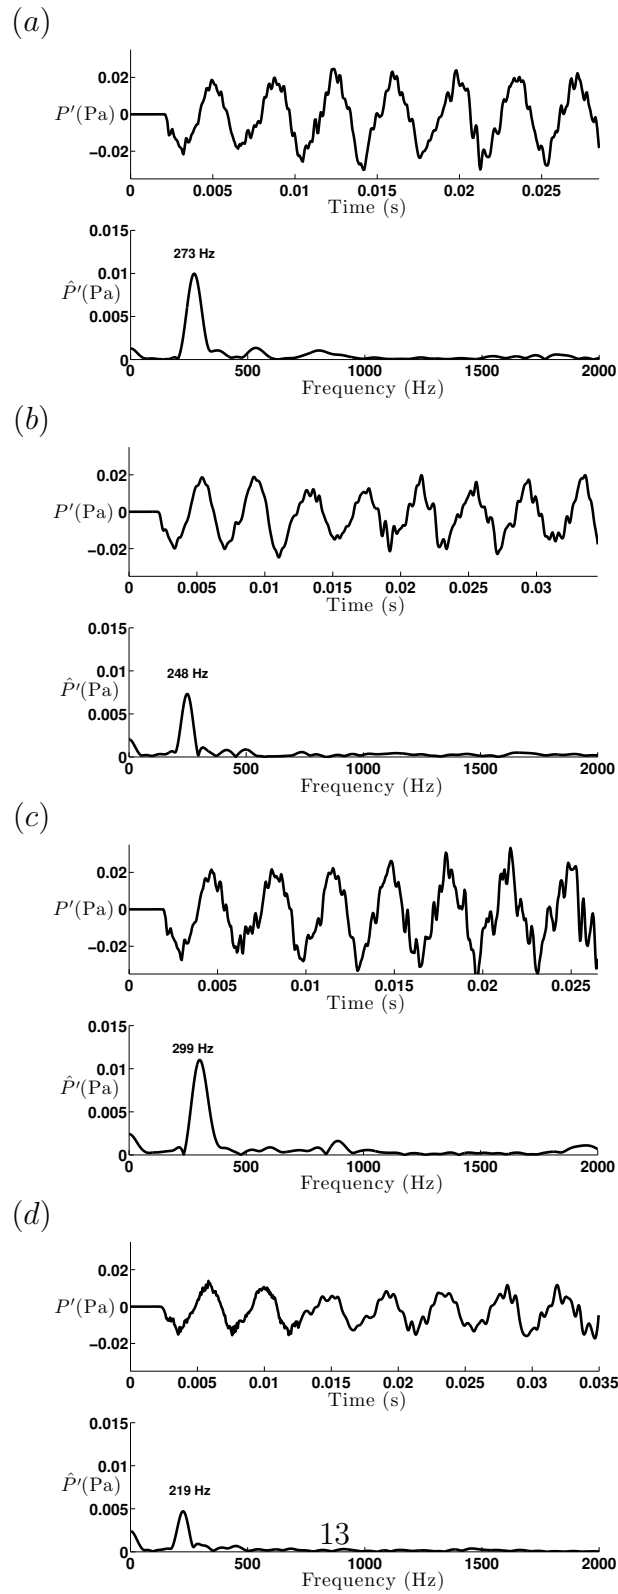 (a)
0.02
P′(Pa) 0
−0.02
0.005 0.01 0.015 0.02 0.025
Time (s)
0.015
273 Hz
0.01
P̂′(Pa)
0.005
0
0 500 1000 1500 2000
Frequency (Hz)
(b)
0.02
P′(Pa) 0
−0.02
0 0.005 0.01 0.015 0.02 0.025 0.03
Time (s)
0.015
0.01
248 Hz
P̂′(Pa)
0.005
0
0 500 1000 1500 2000
Frequency (Hz)
(c)
0.02
P′(Pa) 0
−0.02
0 0.005 0.01 0.015 0.02 0.025
Time (s)
0.015
299 Hz
0.01
P̂′(Pa)
0.005
0
0 500 1000 1500 2000
Frequency (Hz)
(d)
0.02
P′(Pa) 0
−0.02
0 0.005 0.01 0.015 0.02 0.025 0.03 0.035
Time (s)
0.015
0.01
P̂′(Pa)
219 Hz
0.005
13
0
0 500 1000 1500 2000
Frequency (Hz)